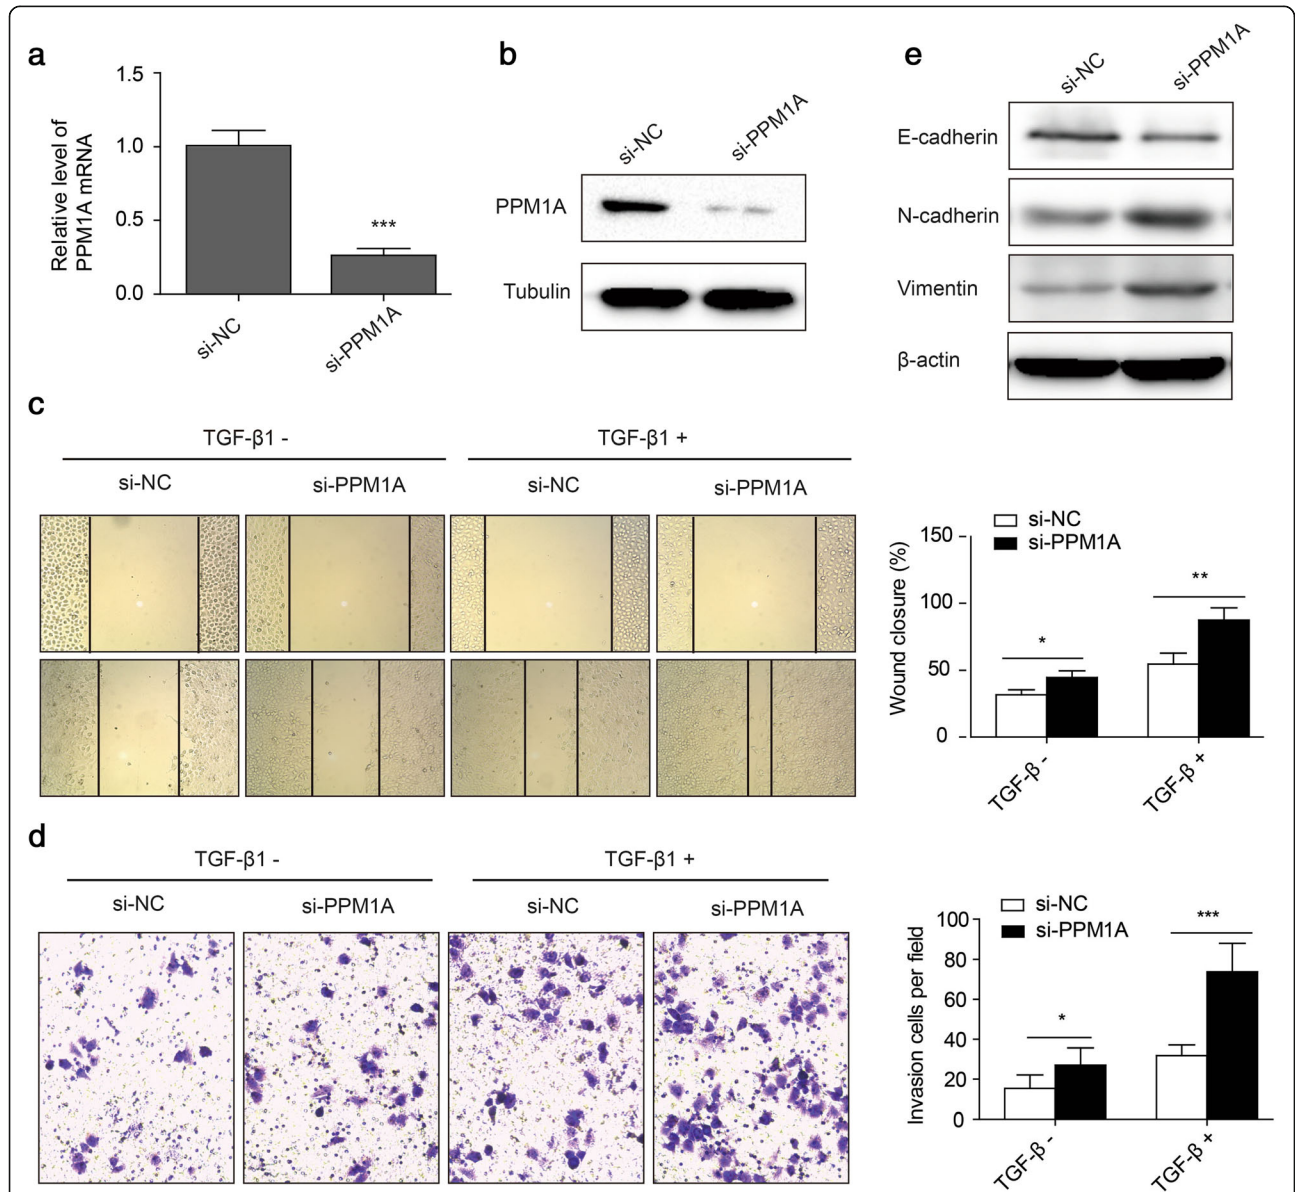 a
1.5
1.0
0.5
0.0
Relative level of
PPM1A mRNA
***
si-NC
si-PPM1A
b
si-NC
si-PPM1A
PPM1A
Tubulin
e
si-NC
si-PPM1A
E-cadherin
N-cadherin
Vimentin
β-actin
c
TGF-β1 -
TGF-β1 +
si-NC
si-PPM1A
si-NC
si-PPM1A
Wound closure (%)
150
100
50
0
si-NC
si-PPM1A
*
**
TGF-β -
TGF-β +
d
TGF-β1 -
TGF-β1 +
si-NC
si-PPM1A
si-NC
si-PPM1A
Invasion cells per field
100
80
60
40
20
0
si-NC
si-PPM1A
*
***
TGF-β -
TGF-β +